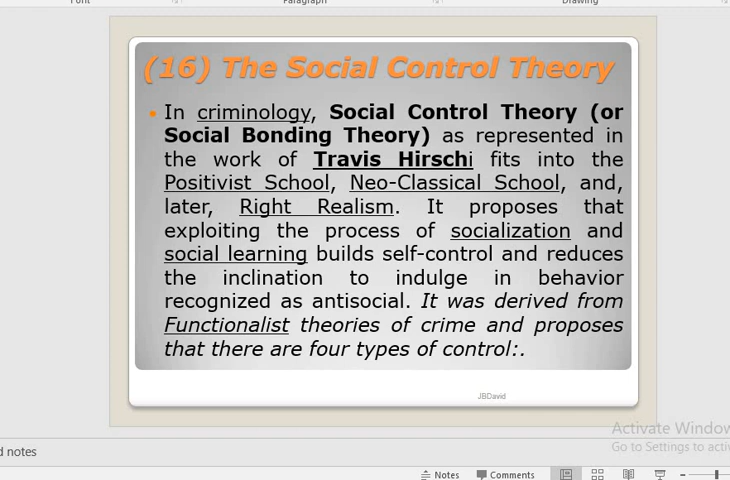 Font Paragraph Drawing
(16) The Social Control Theory
In criminology, Social Control Theory (or
Social Bonding Theory) as represented in
the work of Travis Hirschi fits into the
Positivist School, Neo-Classical School, and,
later, Right Realism. It proposes that
exploiting the process of socialization and
social learning builds self-control and reduces
the inclination to indulge in behavior
recognized as antisocial. It was derived from
Functionalist theories of crime and proposes
that there are four types of control:.
JBDavid
Activate Window
Go to Settings to activ
d notes
Notes Comments